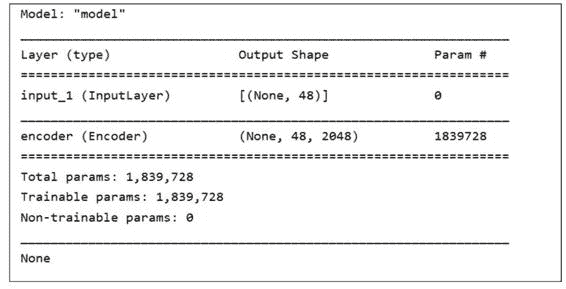 Model: "model"
Layer (type) Output Shape Param #
input_1 (InputLayer) [(None, 48)] 0
encoder (Encoder) (None, 48, 2048) 1839728
Total params: 1,839,728
Trainable params: 1,839,728
Non-trainable params: 0
None